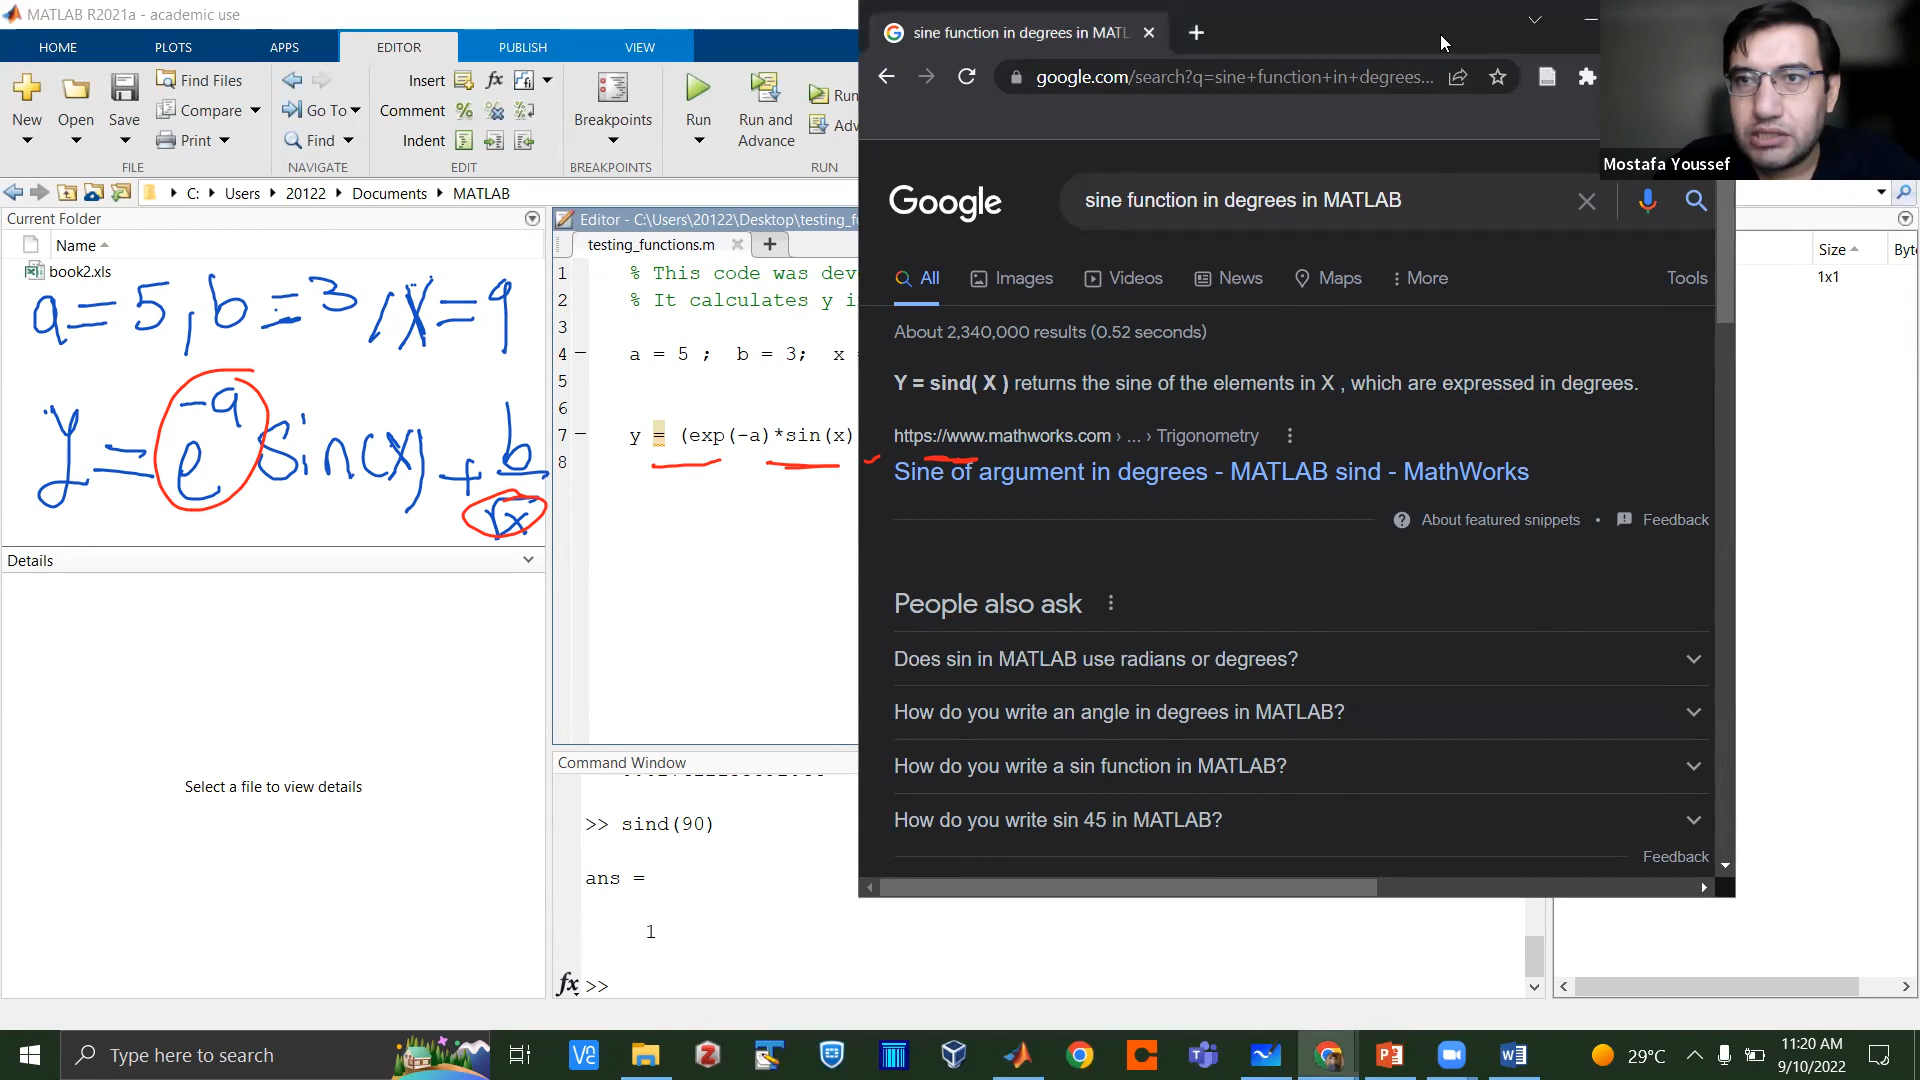 MATLAB R2021a - academic use
HOME PLOTS APPS EDITOR PUBLISH VIEW
New Open Save Find Files Compare Print
Go To Find
Insert Comment Indent
Breakpoints Run Run and Advance Run
FILE NAVIGATE EDIT BREAKPOINTS RUN
C: Users 20122 Documents MATLAB
Current Folder
Name
book2.xls
a=5, b=3, x=9
y=e^-a sin(x)+b/√x
Details
Select a file to view details
Editor - C:\Users\20122\Desktop\testing_
testing_functions.m
1 % This code was
2 % It calculates y
3
4 a = 5 ; b = 3; x
5
6
7 y = (exp(-a)*sin(x)
8
Command Window
>> sind(90)
ans =
1
fx >>
sine function in degrees in MATL
google.com/search?q=sine+function+in+degrees...
Mostafa Youssef
Google
sine function in degrees in MATLAB
All Images Videos News Maps More Tools
About 2,340,000 results (0.52 seconds)
Y = sind( X ) returns the sine of the elements in X , which are expressed in degrees.
https://www.mathworks.com › ... › Trigonometry
Sine of argument in degrees - MATLAB sind - MathWorks
About featured snippets • Feedback
People also ask
Does sin in MATLAB use radians or degrees?
How do you write an angle in degrees in MATLAB?
How do you write a sin function in MATLAB?
How do you write sin 45 in MATLAB?
Feedback
Size
1x1
Type here to search
29°C
11:20 AM
9/10/2022